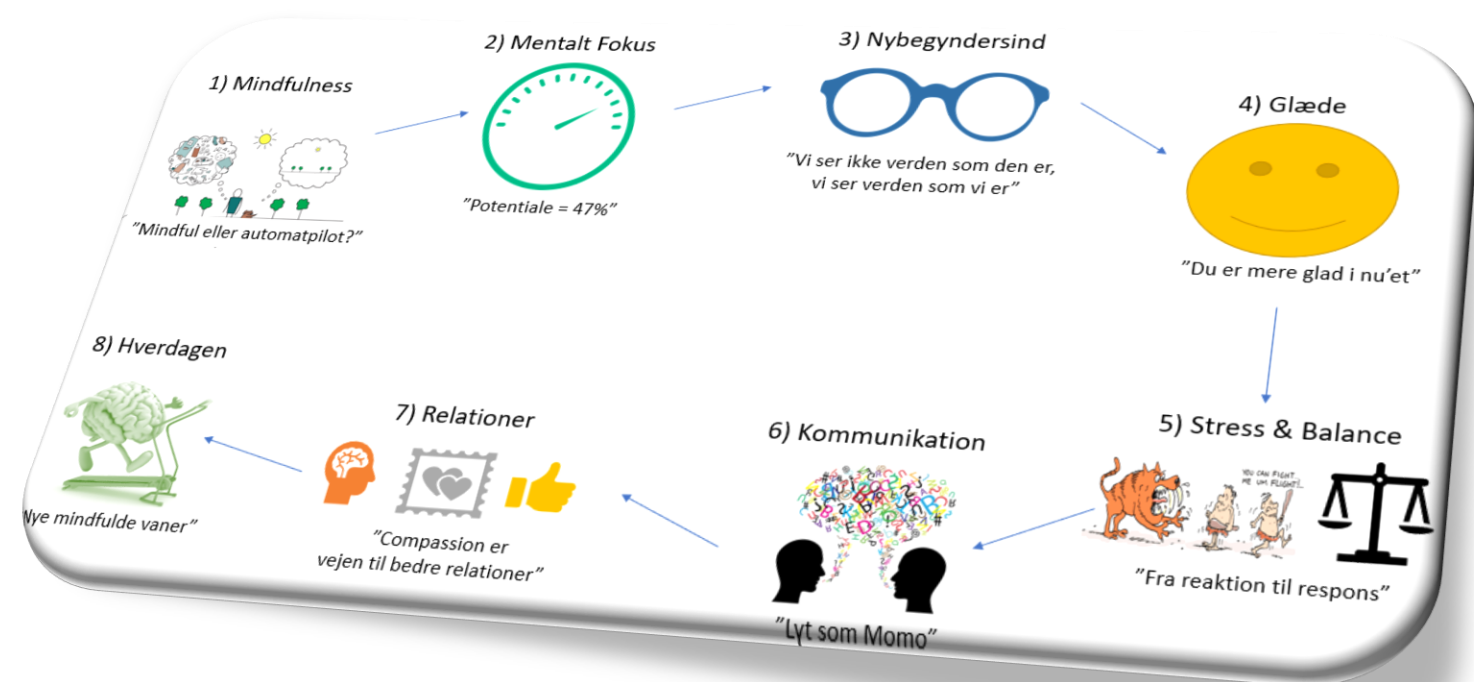 1) Mindfulness
”Mindful eller automatpilot?”
2) Mentalt Fokus
”Potentiale = 47%”
3) Nybegyndersind
”Vi ser ikke verden som den er,
vi ser verden som vi er”
4) Glæde
”Du er mere glad i nu’et”
5) Stress & Balance
YOU CAN FIGHT.
ME UM FLIGHT!
”Fra reaktion til respons”
6) Kommunikation
”Lyt som Momo”
7) Relationer
”Compassion er
vejen til bedre relationer”
8) Hverdagen
Nye mindfulde vaner”